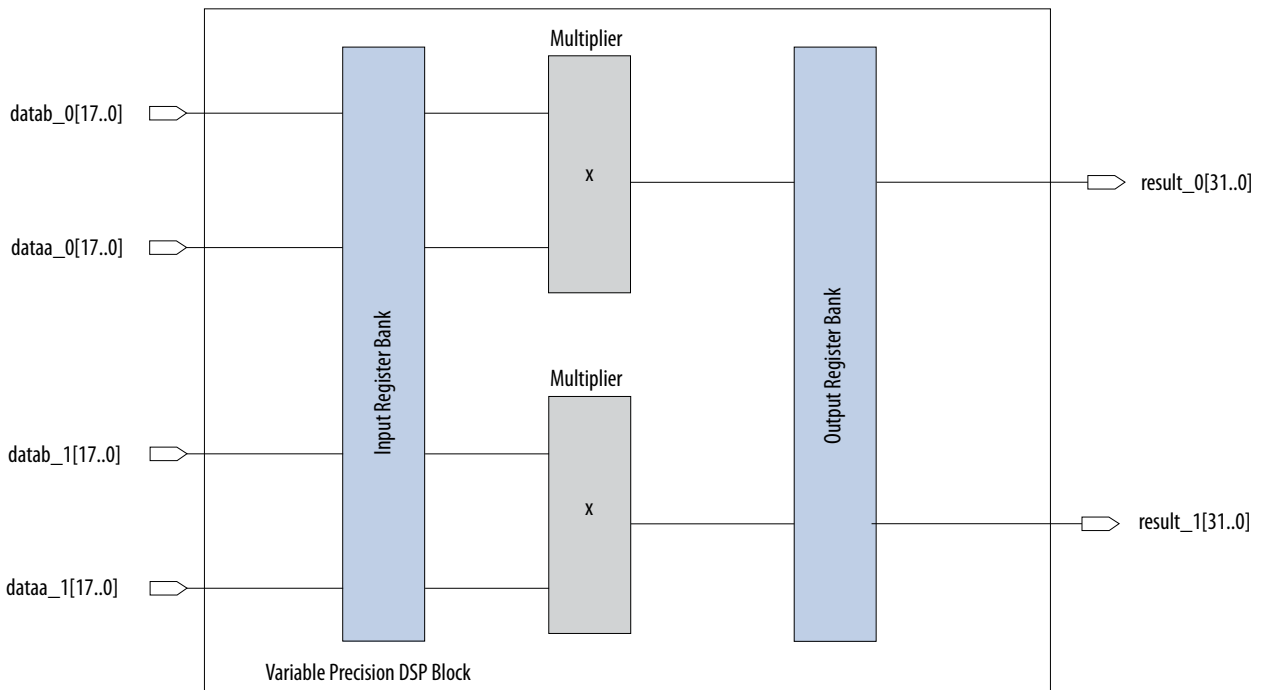 Multiplier
datab_0[17..0]
x
result_0[31..0]
dataa_0[17..0]
Input Register Bank
Output Register Bank
Multiplier
datab_1[17..0]
x
result_1[31..0]
dataa_1[17..0]
Variable Precision DSP Block